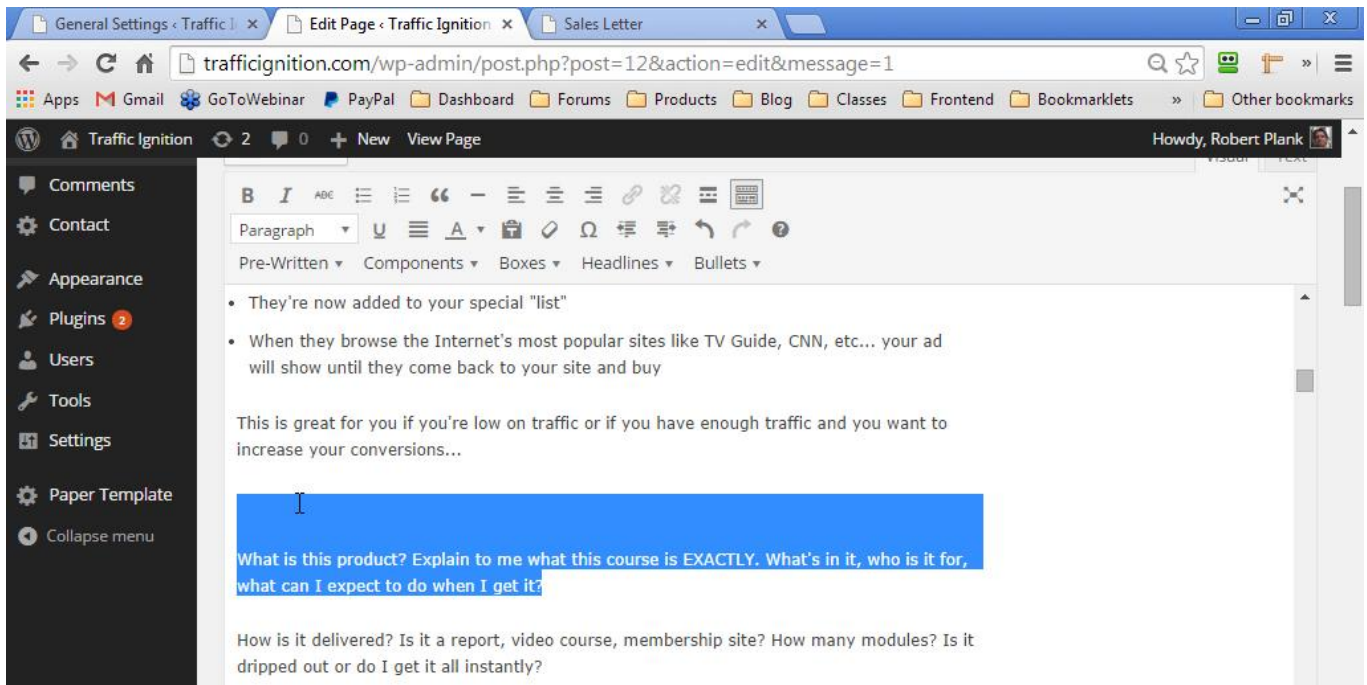 General Settings ‹ Traffic I
Edit Page ‹ Traffic Ignition
Sales Letter
trafficignition.com/wp-admin/post.php?post=12&action=edit&message=1
Apps Gmail GoToWebinar PayPal Dashboard Forums Products Blog Classes Frontend Bookmarklets » Other bookmarks
Traffic Ignition 2 0 + New View Page Howdy, Robert Plank
Visual Text
Comments
Contact
Appearance
Plugins 2
Users
Tools
Settings
Paper Template
Collapse menu
B I ABC
Paragraph U A Ω
Pre-Written Components Boxes Headlines Bullets
• They're now added to your special "list"
• When they browse the Internet's most popular sites like TV Guide, CNN, etc... your ad
will show until they come back to your site and buy
This is great for you if you're low on traffic or if you have enough traffic and you want to
increase your conversions...
What is this product? Explain to me what this course is EXACTLY. What's in it, who is it for,
what can I expect to do when I get it?
How is it delivered? Is it a report, video course, membership site? How many modules? Is it
dripped out or do I get it all instantly?